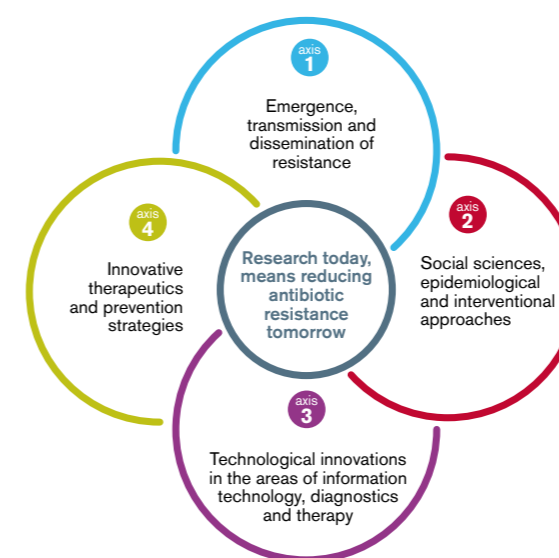 axis
1
Emergence,
transmission and
dissemination of
resistance
axis
2
Social sciences,
epidemiological
and interventional
approaches
axis
3
Technological innovations
in the areas of information
technology, diagnostics
and therapy
axis
4
Innovative
therapeutics
and prevention
strategies
Research today,
means reducing
antibiotic
resistance
tomorrow